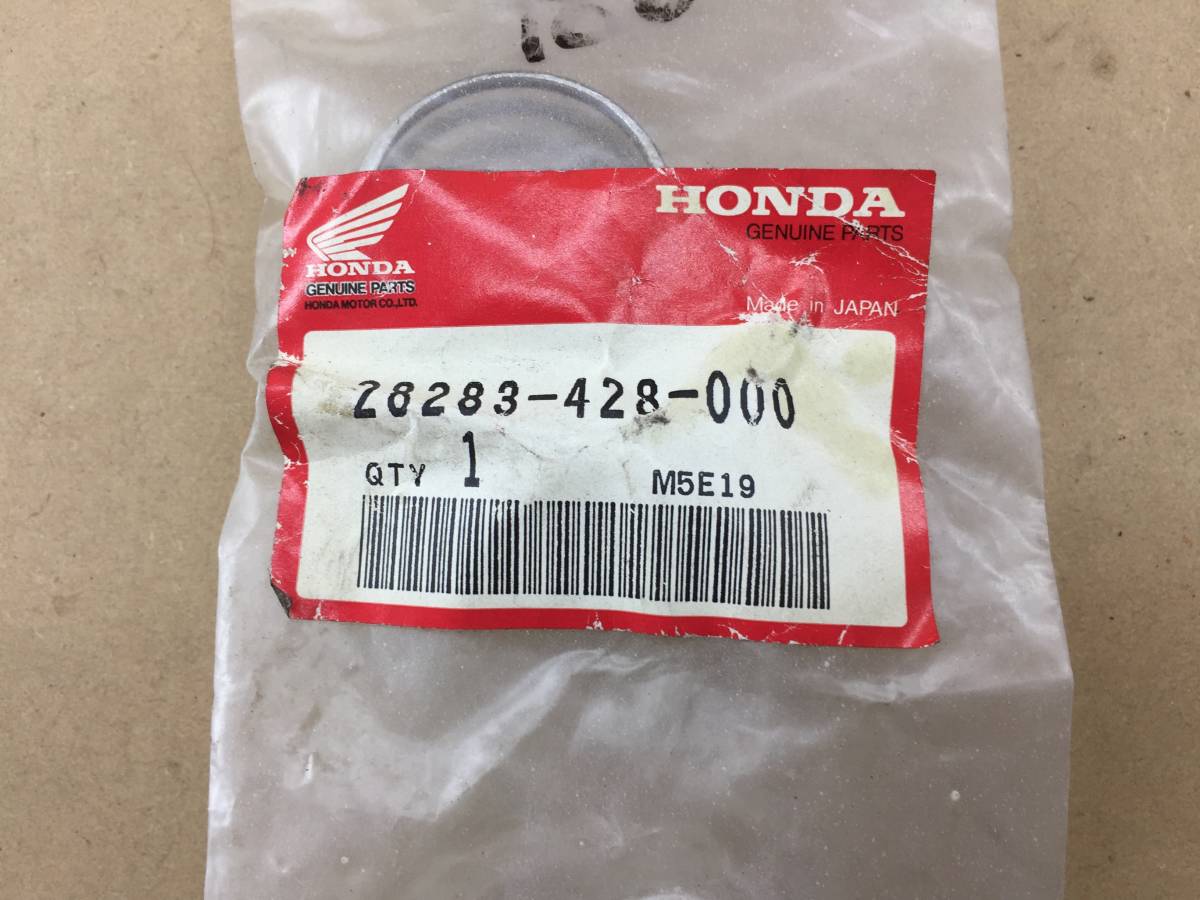 HONDA
GENUINE PARTS
HONDA
GENUINE PARTS
HONDA MOTOR CO.,LTD.
Made in JAPAN
28283-428-000
QTY 1
M5E19